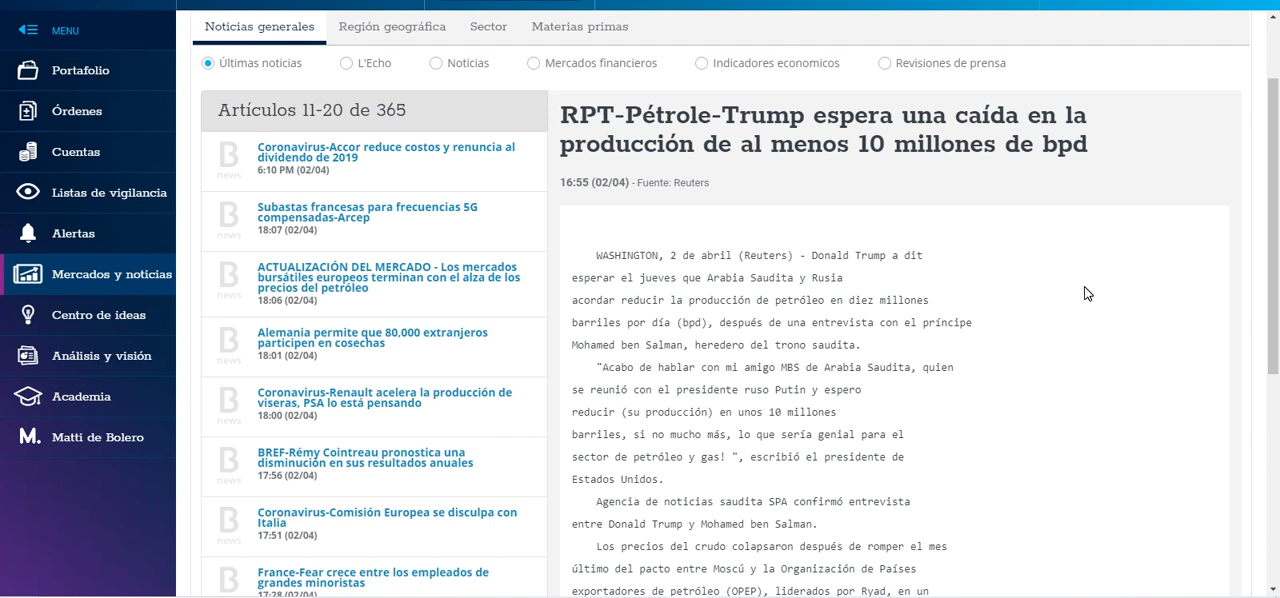 MENU
Portafolio
Órdenes
Cuentas
Listas de vigilancia
Alertas
Mercados y noticias
Centro de ideas
Análisis y visión
Academia
M. Matti de Bolero
Noticias generales Región geográfica Sector Materias primas
Últimas noticias L'Echo Noticias Mercados financieros Indicadores economicos Revisiones de prensa
Artículos 11-20 de 365
B news
Coronavirus-Accor reduce costos y renuncia al
dividendo de 2019
6:10 PM (02/04)
B news
Subastas francesas para frecuencias 5G
compensadas-Arcep
18:07 (02/04)
B news
ACTUALIZACIÓN DEL MERCADO - Los mercados
bursátiles europeos terminan con el alza de los
precios del petróleo
18:06 (02/04)
B news
Alemania permite que 80,000 extranjeros
participen en cosechas
18:01 (02/04)
B news
Coronavirus-Renault acelera la producción de
viseras, PSA lo está pensando
18:00 (02/04)
B news
BREF-Rémy Cointreau pronostica una
disminución en sus resultados anuales
17:56 (02/04)
B news
Coronavirus-Comisión Europea se disculpa con
Italia
17:51 (02/04)
B news
France-Fear crece entre los empleados de
grandes minoristas
17:28 (02/04)
RPT-Pétrole-Trump espera una caída en la
producción de al menos 10 millones de bpd
16:55 (02/04) - Fuente: Reuters
WASHINGTON, 2 de abril (Reuters) - Donald Trump a dit
esperar el jueves que Arabia Saudita y Rusia
acordar reducir la producción de petróleo en diez millones
barriles por día (bpd), después de una entrevista con el príncipe
Mohamed ben Salman, heredero del trono saudita.
"Acabo de hablar con mi amigo MBS de Arabia Saudita, quien
se reunió con el presidente ruso Putin y espero
reducir (su producción) en unos 10 millones
barriles, si no mucho más, lo que sería genial para el
sector de petróleo y gas! ", escribió el presidente de
Estados Unidos.
Agencia de noticias saudita SPA confirmó entrevista
entre Donald Trump y Mohamed ben Salman.
Los precios del crudo colapsaron después de romper el mes
último del pacto entre Moscú y la Organización de Países
exportadores de petróleo (OPEP), liderados por Ryad, en un